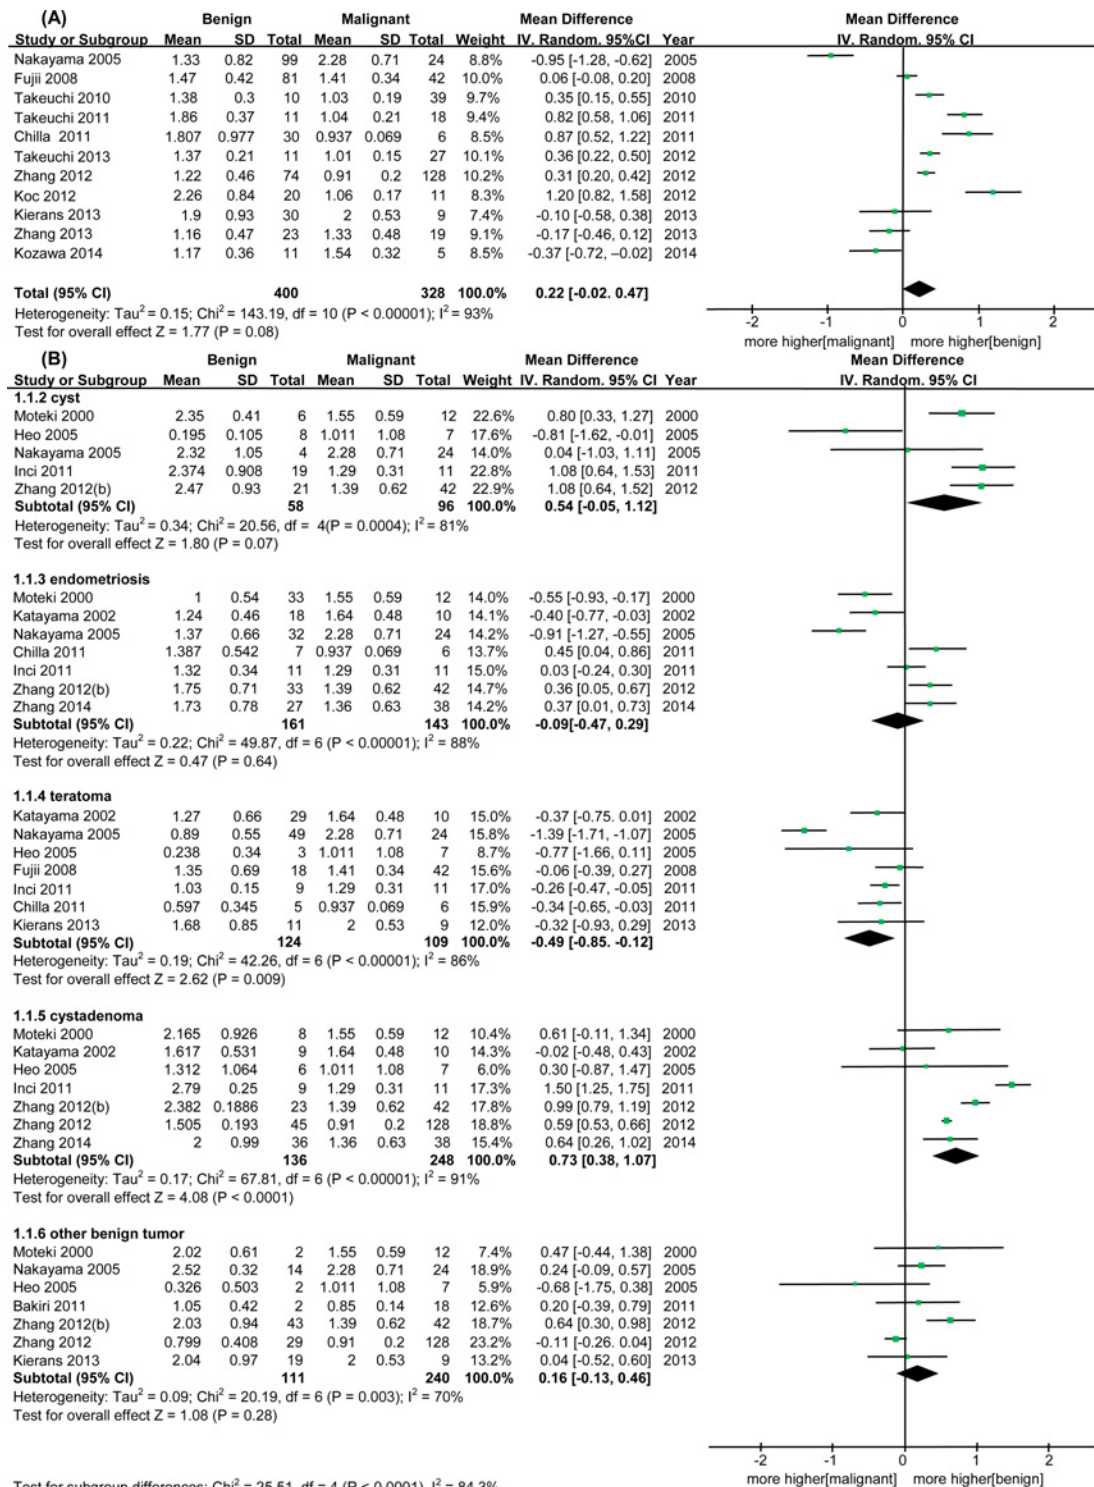 (A) Benign Malignant Mean Difference Mean Difference
Study or Subgroup Mean SD Total Mean SD Total Weight IV. Random. 95%CI Year IV. Random. 95% CI
Nakayama 2005 1.33 0.82 99 2.28 0.71 24 8.8% -0.95 [-1.28, -0.62] 2005
Fujii 2008 1.47 0.42 81 1.41 0.34 42 10.0% 0.06 [-0.08, 0.20] 2008
Takeuchi 2010 1.38 0.3 10 1.03 0.19 39 9.7% 0.35 [0.15, 0.55] 2010
Takeuchi 2011 1.86 0.37 11 1.04 0.21 18 9.4% 0.82 [0.58, 1.06] 2011
Chilla 2011 1.807 0.977 30 0.937 0.069 6 8.5% 0.87 [0.52, 1.22] 2011
Takeuchi 2013 1.37 0.21 11 1.01 0.15 27 10.1% 0.36 [0.22, 0.50] 2012
Zhang 2012 1.22 0.46 74 0.91 0.2 128 10.2% 0.31 [0.20, 0.42] 2012
Koc 2012 2.26 0.84 20 1.06 0.17 11 8.3% 1.20 [0.82, 1.58] 2012
Kierans 2013 1.9 0.93 30 2 0.53 9 7.4% -0.10 [-0.58, 0.38] 2013
Zhang 2013 1.16 0.47 23 1.33 0.48 19 9.1% -0.17 [-0.46, 0.12] 2013
Kozawa 2014 1.17 0.36 11 1.54 0.32 5 8.5% -0.37 [-0.72, –0.02] 2014
Total (95% CI) 400 328 100.0% 0.22 [-0.02. 0.47]
Heterogeneity: Tau² = 0.15; Chi² = 143.19, df = 10 (P < 0.00001); I² = 93%
Test for overall effect Z = 1.77 (P = 0.08)
-2 -1 0 1 2
more higher[malignant] more higher[benign]
(B) Benign Malignant Mean Difference Mean Difference
Study or Subgroup Mean SD Total Mean SD Total Weight IV. Random. 95% CI Year IV. Random. 95% CI
1.1.2 cyst
Moteki 2000 2.35 0.41 6 1.55 0.59 12 22.6% 0.80 [0.33, 1.27] 2000
Heo 2005 0.195 0.105 8 1.011 1.08 7 17.6% -0.81 [-1.62, -0.01] 2005
Nakayama 2005 2.32 1.05 4 2.28 0.71 24 14.0% 0.04 [-1.03, 1.11] 2005
Inci 2011 2.374 0.908 19 1.29 0.31 11 22.8% 1.08 [0.64, 1.53] 2011
Zhang 2012(b) 2.47 0.93 21 1.39 0.62 42 22.9% 1.08 [0.64, 1.52] 2012
Subtotal (95% CI) 58 96 100.0% 0.54 [-0.05, 1.12]
Heterogeneity: Tau² = 0.34; Chi² = 20.56, df = 4(P = 0.0004); I² = 81%
Test for overall effect Z = 1.80 (P = 0.07)
1.1.3 endometriosis
Moteki 2000 1 0.54 33 1.55 0.59 12 14.0% -0.55 [-0.93, -0.17] 2000
Katayama 2002 1.24 0.46 18 1.64 0.48 10 14.1% -0.40 [-0.77, -0.03] 2002
Nakayama 2005 1.37 0.66 32 2.28 0.71 24 14.2% -0.91 [-1.27, -0.55] 2005
Chilla 2011 1.387 0.542 7 0.937 0.069 6 13.7% 0.45 [0.04, 0.86] 2011
Inci 2011 1.32 0.34 11 1.29 0.31 11 15.0% 0.03 [-0.24, 0.30] 2011
Zhang 2012(b) 1.75 0.71 33 1.39 0.62 42 14.7% 0.36 [0.05, 0.67] 2012
Zhang 2014 1.73 0.78 27 1.36 0.63 38 14.2% 0.37 [0.01, 0.73] 2014
Subtotal (95% CI) 161 143 100.0% -0.09[-0.47, 0.29]
Heterogeneity: Tau² = 0.22; Chi² = 49.87, df = 6 (P < 0.00001); I² = 88%
Test for overall effect Z = 0.47 (P = 0.64)
1.1.4 teratoma
Katayama 2002 1.27 0.66 29 1.64 0.48 10 15.0% -0.37 [-0.75. 0.01] 2002
Nakayama 2005 0.89 0.55 49 2.28 0.71 24 15.8% -1.39 [-1.71, -1.07] 2005
Heo 2005 0.238 0.34 3 1.011 1.08 7 8.7% -0.77 [-1.66, 0.11] 2005
Fujii 2008 1.35 0.69 18 1.41 0.34 42 15.6% -0.06 [-0.39, 0.27] 2008
Inci 2011 1.03 0.15 9 1.29 0.31 11 17.0% -0.26 [-0.47, -0.05] 2011
Chilla 2011 0.597 0.345 5 0.937 0.069 6 15.9% -0.34 [-0.65, -0.03] 2011
Kierans 2013 1.68 0.85 11 2 0.53 9 12.0% -0.32 [-0.93, 0.29] 2013
Subtotal (95% CI) 124 109 100.0% -0.49 [-0.85. -0.12]
Heterogeneity: Tau² = 0.19; Chi² = 42.26, df = 6 (P < 0.00001); I² = 86%
Test for overall effect Z = 2.62 (P = 0.009)
1.1.5 cystadenoma
Moteki 2000 2.165 0.926 8 1.55 0.59 12 10.4% 0.61 [-0.11, 1.34] 2000
Katayama 2002 1.617 0.531 9 1.64 0.48 10 14.3% -0.02 [-0.48, 0.43] 2002
Heo 2005 1.312 1.064 6 1.011 1.08 7 6.0% 0.30 [-0.87, 1.47] 2005
Inci 2011 2.79 0.25 9 1.29 0.31 11 17.3% 1.50 [1.25, 1.75] 2011
Zhang 2012(b) 2.382 0.1886 23 1.39 0.62 42 17.8% 0.99 [0.79, 1.19] 2012
Zhang 2012 1.505 0.193 45 0.91 0.2 128 18.8% 0.59 [0.53, 0.66] 2012
Zhang 2014 2 0.99 36 1.36 0.63 38 15.4% 0.64 [0.26, 1.02] 2014
Subtotal (95% CI) 136 248 100.0% 0.73 [0.38, 1.07]
Heterogeneity: Tau² = 0.17; Chi² = 67.81, df = 6 (P < 0.00001); I² = 91%
Test for overall effect Z = 4.08 (P < 0.0001)
1.1.6 other benign tumor
Moteki 2000 2.02 0.61 2 1.55 0.59 12 7.4% 0.47 [-0.44, 1.38] 2000
Nakayama 2005 2.52 0.32 14 2.28 0.71 24 18.9% 0.24 [-0.09, 0.57] 2005
Heo 2005 0.326 0.503 2 1.011 1.08 7 5.9% -0.68 [-1.75, 0.38] 2005
Bakiri 2011 1.05 0.42 2 0.85 0.14 18 12.6% 0.20 [-0.39, 0.79] 2011
Zhang 2012(b) 2.03 0.94 43 1.39 0.62 42 18.7% 0.64 [0.30, 0.98] 2012
Zhang 2012 0.799 0.408 29 0.91 0.2 128 23.2% -0.11 [-0.26. 0.04] 2012
Kierans 2013 2.04 0.97 19 2 0.53 9 13.2% 0.04 [-0.52, 0.60] 2013
Subtotal (95% CI) 111 240 100.0% 0.16 [-0.13, 0.46]
Heterogeneity: Tau² = 0.09; Chi² = 20.19, df = 6 (P = 0.003); I² = 70%
Test for overall effect Z = 1.08 (P = 0.28)
-2 -1 0 1 2
more higher[malignant] more higher[benign]
Test for subgroup differences: Chi² = 25.51, df = 4 (P < 0.0001), I² = 84.3%